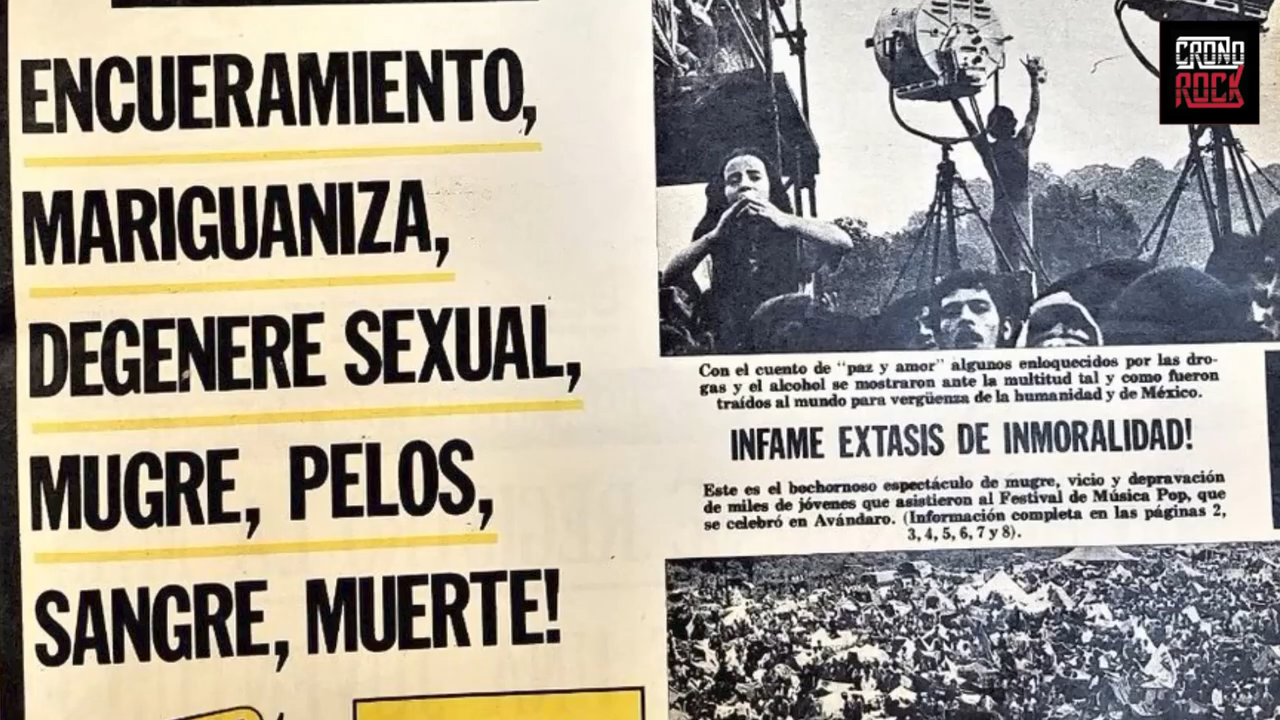 ENCUERAMIENTO,
MARIGUANIZA,
DEGENERE SEXUAL,
MUGRE, PELOS,
SANGRE, MUERTE!
CRONO
ROCK
Con el cuento de "paz y amor" algunos enloquecidos por las dro-
gas y el alcohol se mostraron ante la multitud tal y como fueron
traídos al mundo para vergüenza de la humanidad y de México.
INFAME EXTASIS DE INMORALIDAD!
Este es el bochornoso espectáculo de mugre, vicio y depravación
de miles de jóvenes que asistieron al Festival de Música Pop, que
se celebró en Avándaro. (Información completa en las páginas 2,
3, 4, 5, 6, 7 y 8).